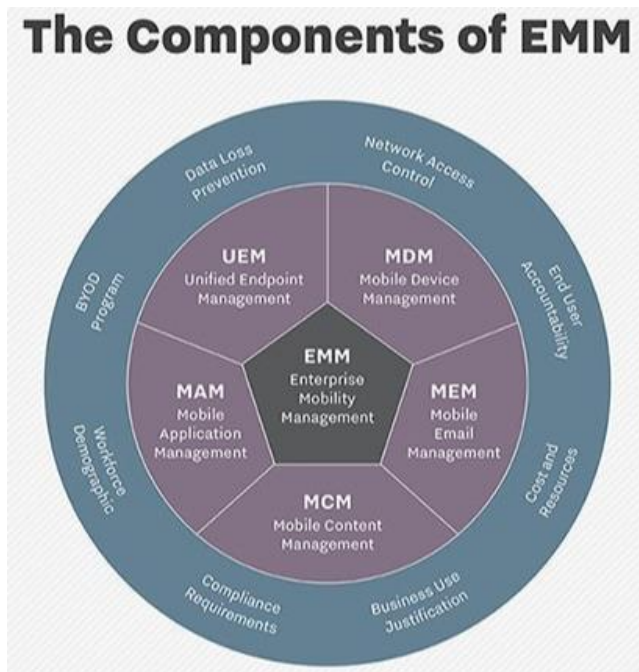 The Components of EMM
Data Loss
Prevention
Network Access
Control
UEM
Unified Endpoint
Management
MDM
Mobile Device
Management
BYOD
Program
End User
Accountability
EMM
Enterprise
Mobility
Management
MAM
Mobile
Application
Management
MEM
Mobile
Email
Management
Workforce
Demographic
Cost and
Resources
MCM
Mobile Content
Management
Compliance
Requirements
Business Use
Justification